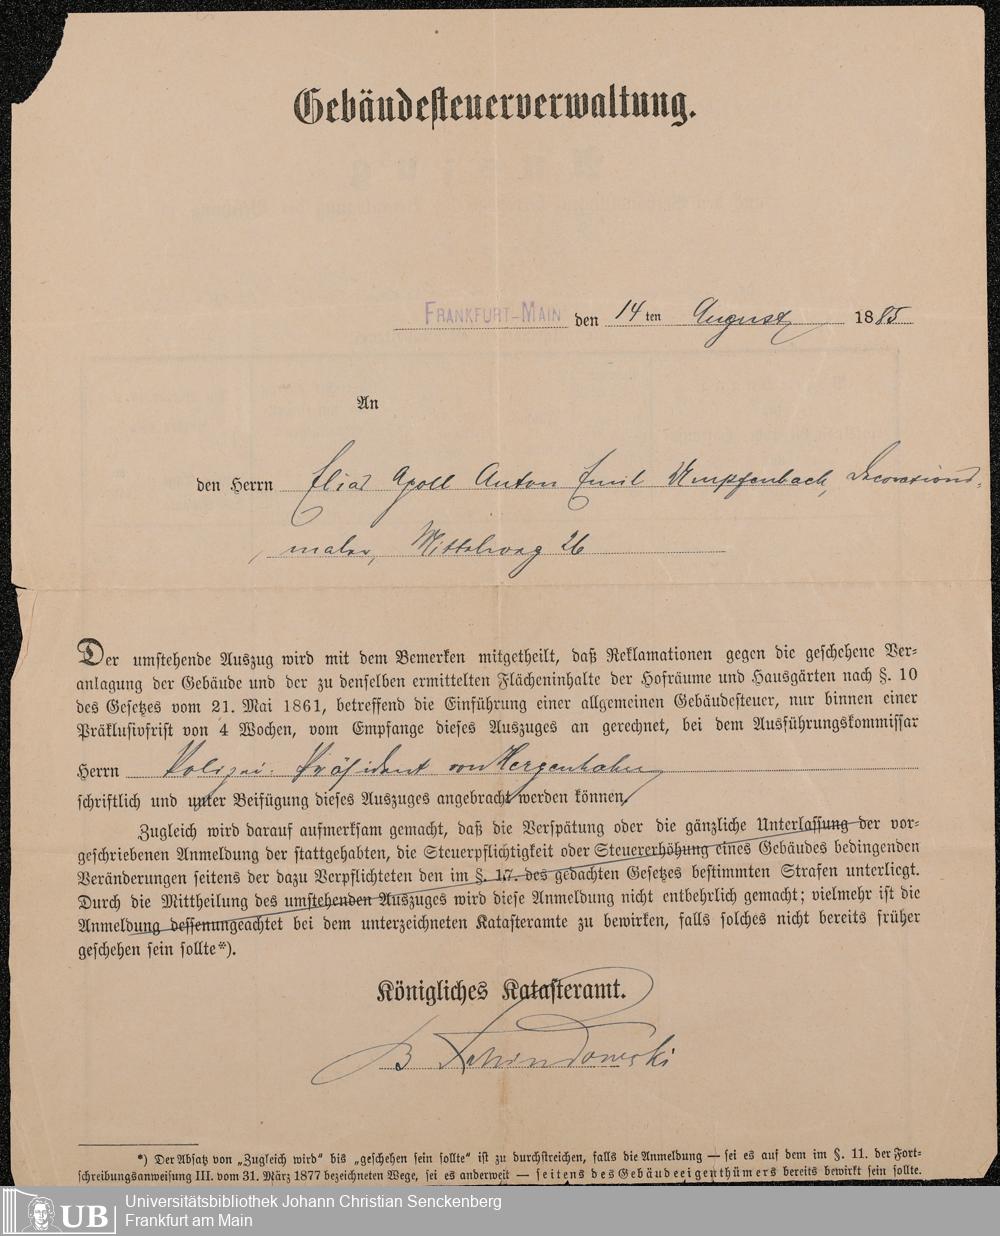 Gebäudesteuerverwaltung.
FRANKFURT-MAIN den 14ten August 1885
An
den Herrn Elias Apoll Anton Emil Umpfenbach, Decorations-
maler, Mittelweg 26
Der umstehende Auszug wird mit dem Bemerken mitgetheilt, daß Reklamationen gegen die geschehene Ver-
anlagung der Gebäude und der zu denselben ermittelten Flächeninhalte der Hofräume und Hausgärten nach §. 10
des Gesetzes vom 21. Mai 1861, betreffend die Einführung einer allgemeinen Gebäudesteuer, nur binnen einer
Präklusivfrist von 4 Wochen, vom Empfange dieses Auszuges an gerechnet, bei dem Ausführungskommissar
Herrn Polizei-Präsident von Hergenhahn
schriftlich und unter Beifügung dieses Auszuges angebracht werden können.
Zugleich wird darauf aufmerksam gemacht, daß die Verspätung oder die gänzliche Unterlassung der vor-
geschriebenen Anmeldung der stattgehabten, die Steuerpflichtigkeit oder Steuererhöhung eines Gebäudes bedingenden
Veränderungen seitens der dazu Verpflichteten den im §. 17. des gedachten Gesetzes bestimmten Strafen unterliegt.
Durch die Mittheilung des umstehenden Auszuges wird diese Anmeldung nicht entbehrlich gemacht; vielmehr ist die
Anmeldung dessenungeachtet bei dem unterzeichneten Katasteramte zu bewirken, falls solches nicht bereits früher
geschehen sein sollte*).
Königliches Katasteramt.
B
*) Der Absatz von „Zugleich wird“ bis „geschehen sein sollte“ ist zu durchstreichen, falls die Anmeldung — sei es auf dem im §. 11. der Fort-
schreibungsanweisung III. vom 31. März 1877 bezeichneten Wege, sei es anderweit — seitens des Gebäudeeigenthümers bereits bewirkt sein sollte.
UB Universitätsbibliothek Johann Christian Senckenberg
Frankfurt am Main